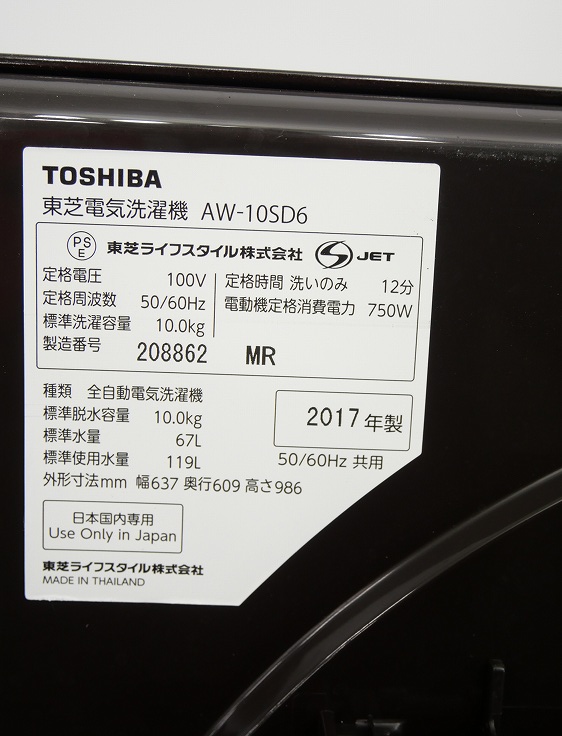 TOSHIBA
東芝電気洗濯機 AW-10SD6
PS E 東芝ライフスタイル株式会社 S JET
定格電圧 100V
定格周波数 50/60Hz
標準洗濯容量 10.0kg
製造番号 208862 MR
定格時間 洗いのみ 12分
電動機定格消費電力 750W
種類 全自動電気洗濯機
標準脱水容量 10.0kg
標準水量 67L
標準使用水量 119L
外形寸法mm 幅637 奥行609 高さ986
2017年製
50/60Hz 共用
日本国内専用
Use Only in Japan
東芝ライフスタイル株式会社
MADE IN THAILAND